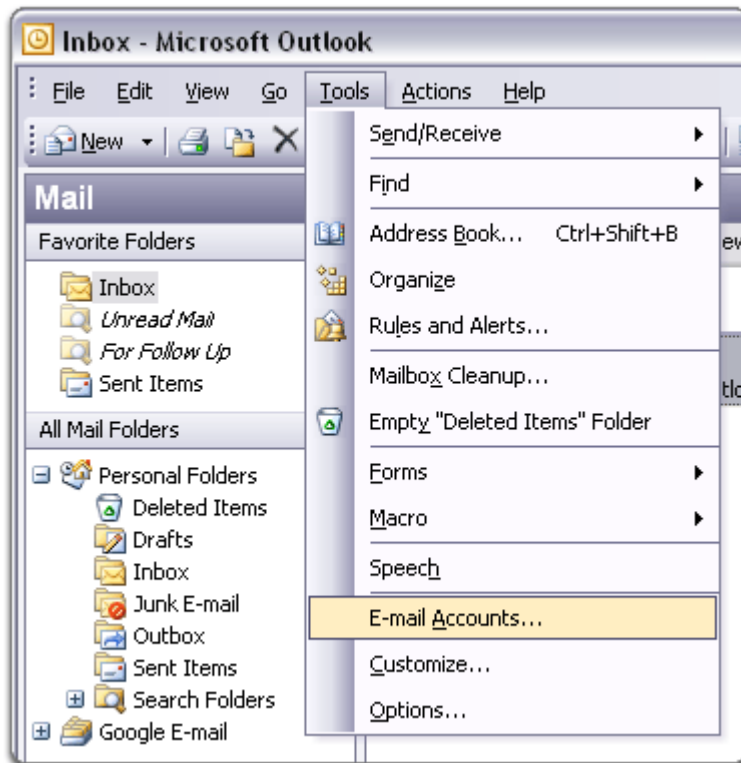 Inbox - Microsoft Outlook
File Edit View Go Tools Actions Help
New
Send/Receive
Find
Address Book... Ctrl+Shift+B
Organize
Rules and Alerts...
Mailbox Cleanup...
Empty "Deleted Items" Folder
Forms
Macro
Speech
E-mail Accounts...
Customize...
Options...
Mail
Favorite Folders
Inbox
Unread Mail
For Follow Up
Sent Items
All Mail Folders
Personal Folders
Deleted Items
Drafts
Inbox
Junk E-mail
Outbox
Sent Items
Search Folders
Google E-mail